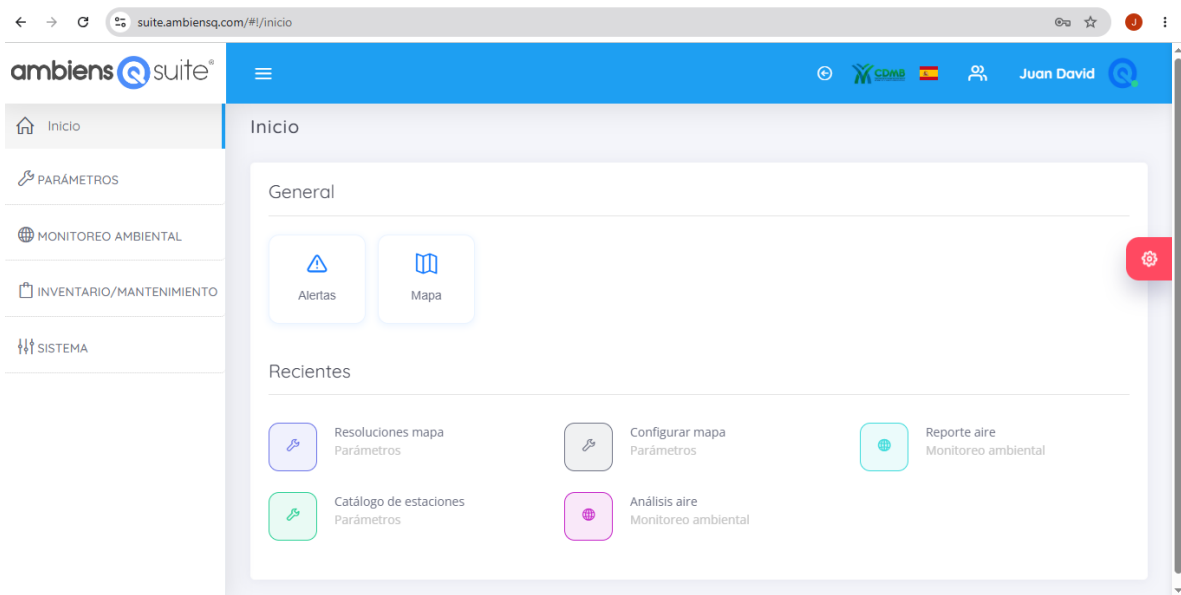 suite.ambiensq.com/#!/inicio
J
ambiens Q suite®
CDMB
Juan David
Inicio
PARÁMETROS
MONITOREO AMBIENTAL
INVENTARIO/MANTENIMIENTO
SISTEMA
Inicio
General
Alertas
Mapa
Recientes
Resoluciones mapa
Parámetros
Configurar mapa
Parámetros
Reporte aire
Monitoreo ambiental
Catálogo de estaciones
Parámetros
Análisis aire
Monitoreo ambiental